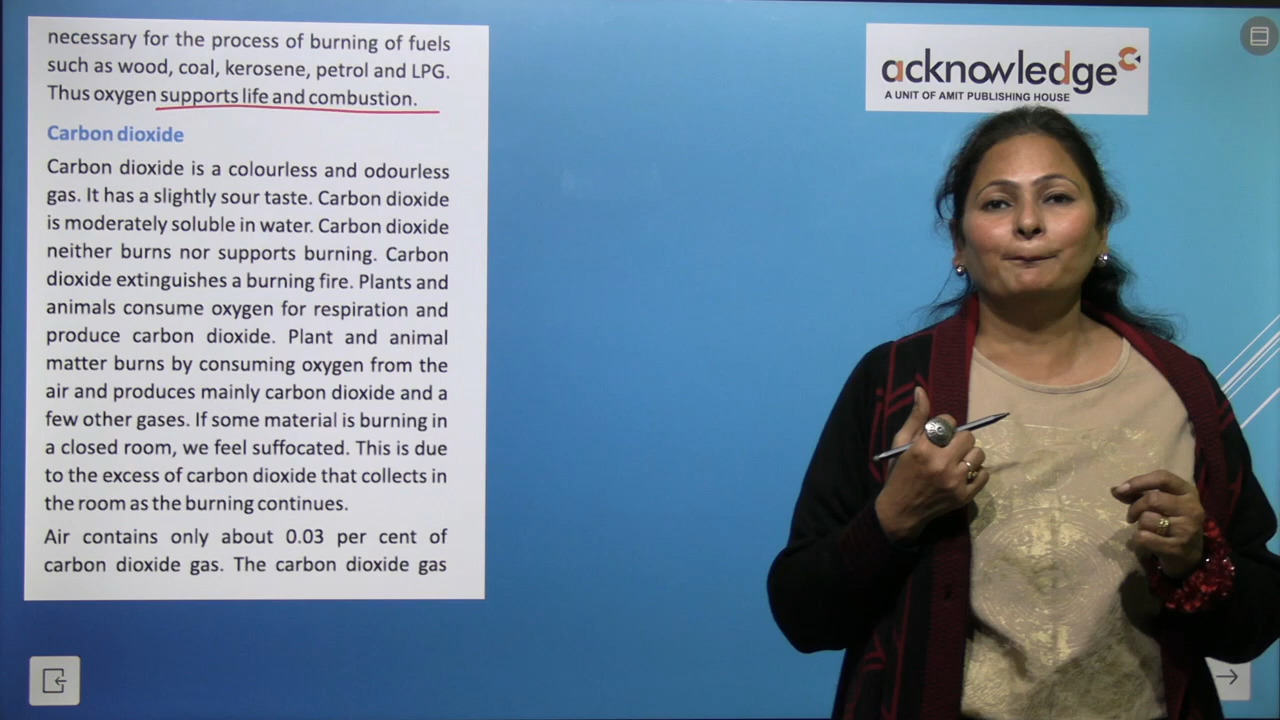 necessary for the process of burning of fuels
such as wood, coal, kerosene, petrol and LPG.
Thus oxygen supports life and combustion.
Carbon dioxide
Carbon dioxide is a colourless and odourless
gas. It has a slightly sour taste. Carbon dioxide
is moderately soluble in water. Carbon dioxide
neither burns nor supports burning. Carbon
dioxide extinguishes a burning fire. Plants and
animals consume oxygen for respiration and
produce carbon dioxide. Plant and animal
matter burns by consuming oxygen from the
air and produces mainly carbon dioxide and a
few other gases. If some material is burning in
a closed room, we feel suffocated. This is due
to the excess of carbon dioxide that collects in
the room as the burning continues.
Air contains only about 0.03 per cent of
carbon dioxide gas. The carbon dioxide gas
acknowledge
A UNIT OF AMIT PUBLISHING HOUSE